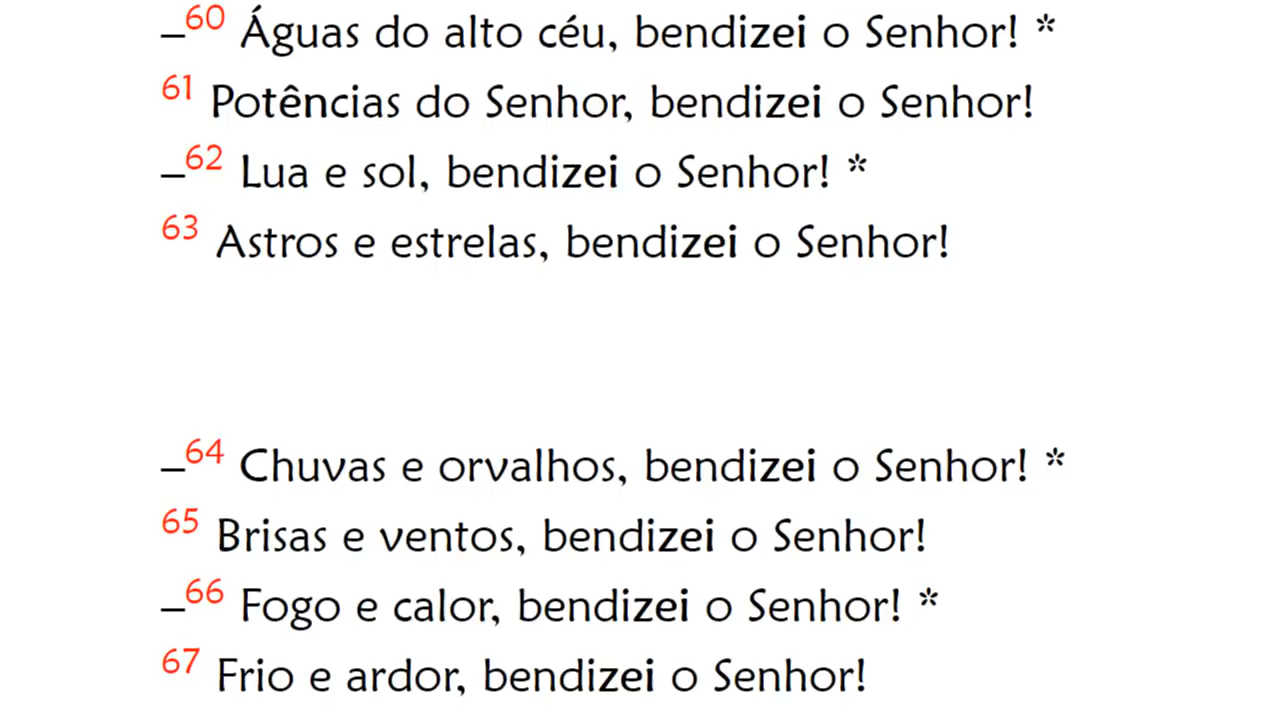 –60 Águas do alto céu, bendizei o Senhor! *
61 Potências do Senhor, bendizei o Senhor!
–62 Lua e sol, bendizei o Senhor! *
63 Astros e estrelas, bendizei o Senhor!
–64 Chuvas e orvalhos, bendizei o Senhor! *
65 Brisas e ventos, bendizei o Senhor!
–66 Fogo e calor, bendizei o Senhor! *
67 Frio e ardor, bendizei o Senhor!